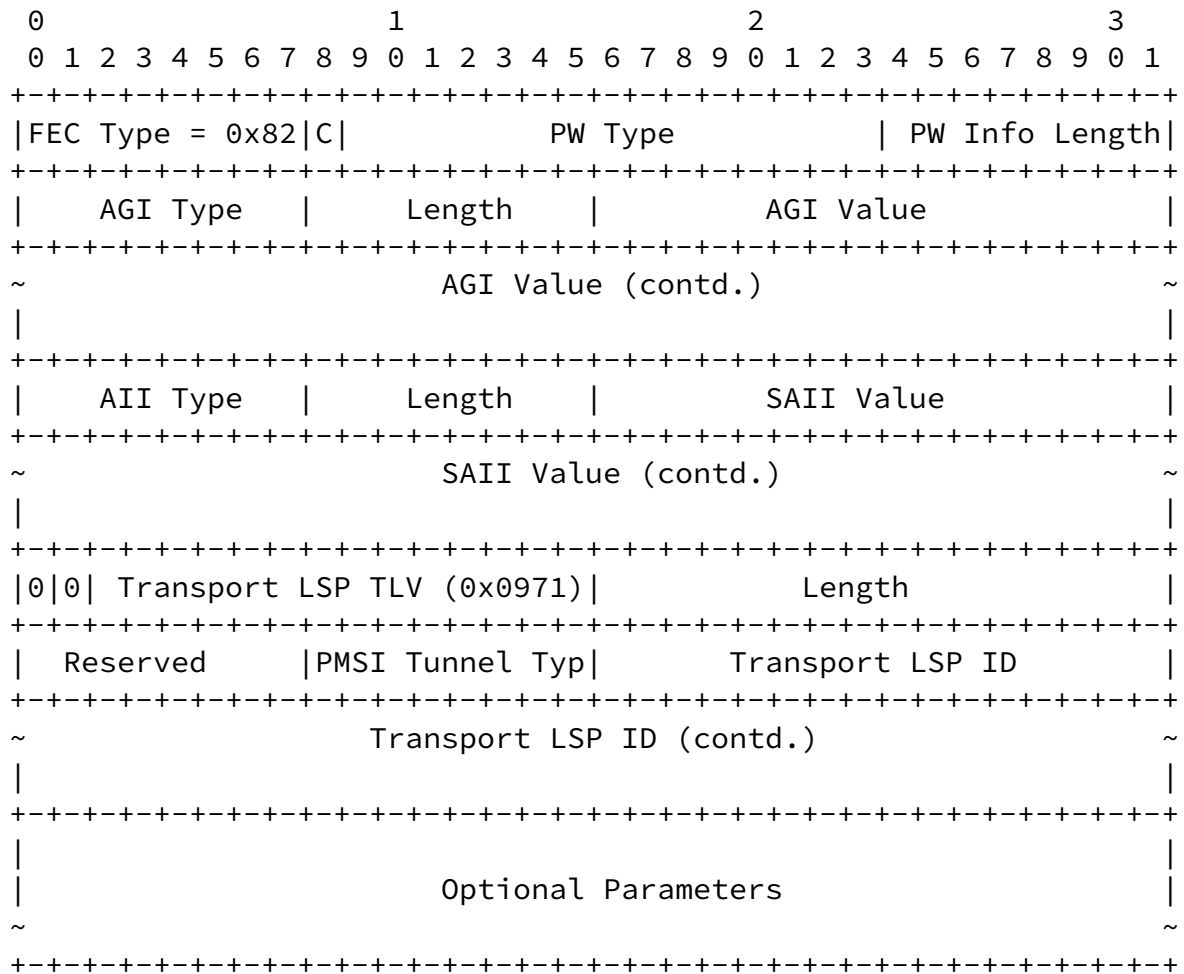 0                   1                   2                   3
 0 1 2 3 4 5 6 7 8 9 0 1 2 3 4 5 6 7 8 9 0 1 2 3 4 5 6 7 8 9 0 1
+-+-+-+-+-+-+-+-+-+-+-+-+-+-+-+-+-+-+-+-+-+-+-+-+-+-+-+-+-+-+-+-+
|FEC Type = 0x82|C|           PW Type           | PW Info Length|
+-+-+-+-+-+-+-+-+-+-+-+-+-+-+-+-+-+-+-+-+-+-+-+-+-+-+-+-+-+-+-+-+
|    AGI Type   |     Length    |         AGI Value             |
+-+-+-+-+-+-+-+-+-+-+-+-+-+-+-+-+-+-+-+-+-+-+-+-+-+-+-+-+-+-+-+-+
~                       AGI Value (contd.)                      ~
|                                                               |
+-+-+-+-+-+-+-+-+-+-+-+-+-+-+-+-+-+-+-+-+-+-+-+-+-+-+-+-+-+-+-+-+
|    AII Type   |     Length    |         SAII Value            |
+-+-+-+-+-+-+-+-+-+-+-+-+-+-+-+-+-+-+-+-+-+-+-+-+-+-+-+-+-+-+-+-+
~                       SAII Value (contd.)                     ~
|                                                               |
+-+-+-+-+-+-+-+-+-+-+-+-+-+-+-+-+-+-+-+-+-+-+-+-+-+-+-+-+-+-+-+-+
|0|0| Transport LSP TLV (0x0971)|           Length              |
+-+-+-+-+-+-+-+-+-+-+-+-+-+-+-+-+-+-+-+-+-+-+-+-+-+-+-+-+-+-+-+-+
|  Reserved     |PMSI Tunnel Typ|       Transport LSP ID        |
+-+-+-+-+-+-+-+-+-+-+-+-+-+-+-+-+-+-+-+-+-+-+-+-+-+-+-+-+-+-+-+-+
~                   Transport LSP ID (contd.)                   ~
|                                                               |
+-+-+-+-+-+-+-+-+-+-+-+-+-+-+-+-+-+-+-+-+-+-+-+-+-+-+-+-+-+-+-+-+
|                                                               |
|                       Optional Parameters                     |
~                                                               ~
+-+-+-+-+-+-+-+-+-+-+-+-+-+-+-+-+-+-+-+-+-+-+-+-+-+-+-+-+-+-+-+-+